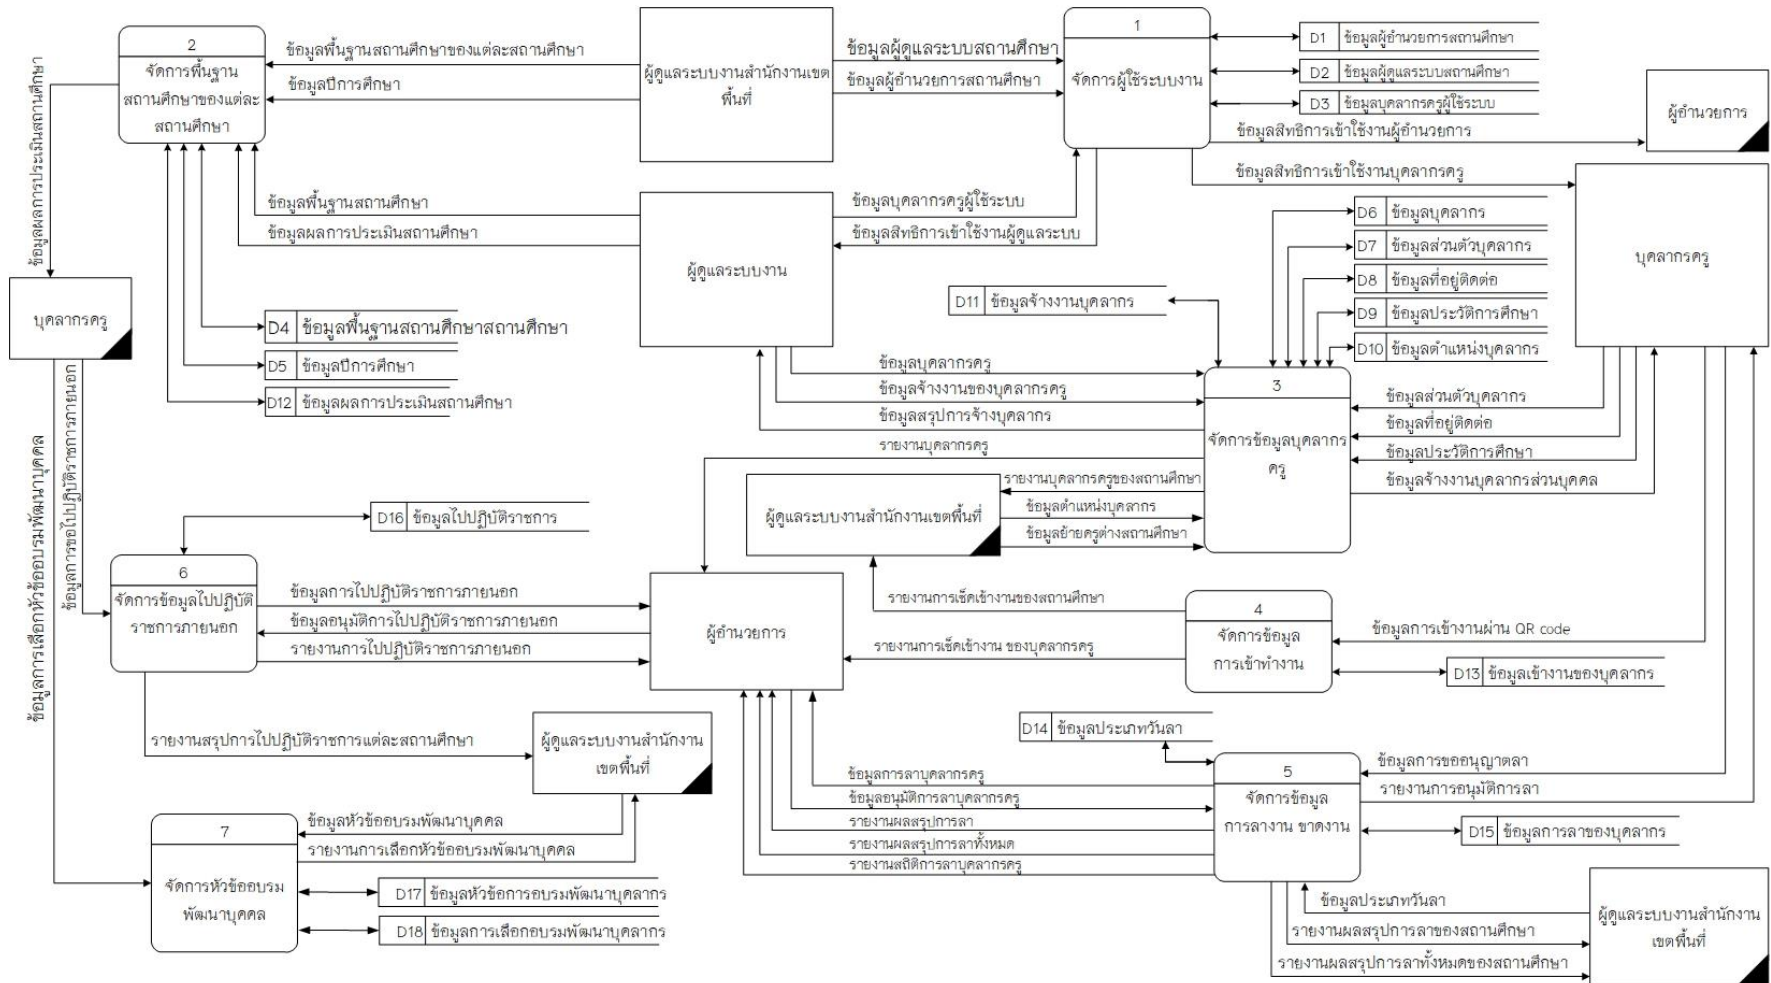 2
จัดการพื้นฐาน
สถานศึกษาของแต่ละ
สถานศึกษา
ข้อมูลพื้นฐานสถานศึกษาของแต่ละสถานศึกษา
ข้อมูลปีการศึกษา
ผู้ดูแลระบบงานสำนักงานเขต
พื้นที่
ข้อมูลผู้ดูแลระบบสถานศึกษา
ข้อมูลผู้อำนวยการสถานศึกษา
1
จัดการผู้ใช้ระบบงาน
D1 ข้อมูลผู้อำนวยการสถานศึกษา
D2 ข้อมูลผู้ดูแลระบบสถานศึกษา
D3 ข้อมูลบุคลากรครูผู้ใช้ระบบ
ข้อมูลสิทธิการเข้าใช้งานผู้อำนวยการ
ผู้อำนวยการ
ข้อมูลสิทธิการเข้าใช้งานบุคลากรครู
ข้อมูลผลการประเมินสถานศึกษา
ข้อมูลพื้นฐานสถานศึกษา
ข้อมูลผลการประเมินสถานศึกษา
ผู้ดูแลระบบงาน
ข้อมูลบุคลากรครูผู้ใช้ระบบ
ข้อมูลสิทธิการเข้าใช้งานผู้ดูแลระบบ
D6 ข้อมูลบุคลากร
D7 ข้อมูลส่วนตัวบุคลากร
D8 ข้อมูลที่อยู่ติดต่อ
D9 ข้อมูลประวัติการศึกษา
D10 ข้อมูลตำแหน่งบุคลากร
บุคลากรครู
D11 ข้อมูลจ้างงานบุคลากร
บุคลากรครู
D4 ข้อมูลพื้นฐานสถานศึกษาสถานศึกษา
D5 ข้อมูลปีการศึกษา
D12 ข้อมูลผลการประเมินสถานศึกษา
ข้อมูลบุคลากรครู
ข้อมูลจ้างงานของบุคลากรครู
ข้อมูลสรุปการจ้างบุคลากร
รายงานบุคลากรครู
3
จัดการข้อมูลบุคลากร
ครู
ข้อมูลส่วนตัวบุคลากร
ข้อมูลที่อยู่ติดต่อ
ข้อมูลประวัติการศึกษา
ข้อมูลจ้างงานบุคลากรส่วนบุคคล
ข้อมูลการเลือกหัวข้ออบรมพัฒนาบุคคล
ข้อมูลการขอไปปฏิบัติราชการภายนอก
ผู้ดูแลระบบงานสำนักงานเขตพื้นที่
รายงานบุคลากรครูของสถานศึกษา
ข้อมูลตำแหน่งบุคลากร
ข้อมูลย้ายครูต่างสถานศึกษา
D16 ข้อมูลไปปฏิบัติราชการ
6
จัดการข้อมูลไปปฏิบัติ
ราชการภายนอก
ข้อมูลการไปปฏิบัติราชการภายนอก
ข้อมูลอนุมัติการไปปฏิบัติราชการภายนอก
รายงานการไปปฏิบัติราชการภายนอก
ผู้อำนวยการ
รายงานการเช็คเข้างานของสถานศึกษา
รายงานการเช็คเข้างาน ของบุคลากรครู
4
จัดการข้อมูล
การเข้าทำงาน
ข้อมูลการเข้างานผ่าน QR code
D13 ข้อมูลเข้างานของบุคลากร
รายงานสรุปการไปปฏิบัติราชการแต่ละสถานศึกษา
ผู้ดูแลระบบงานสำนักงาน
เขตพื้นที่
D14 ข้อมูลประเภทวันลา
ข้อมูลการลาบุคลากรครู
ข้อมูลอนุมัติการลาบุคลากรครู
รายงานผลสรุปการลา
รายงานผลสรุปการลาทั้งหมด
รายงานสถิติการลาบุคลากรครู
5
จัดการข้อมูล
การลางาน ขาดงาน
ข้อมูลการขออนุญาตลา
รายงานการอนุมัติการลา
D15 ข้อมูลการลาของบุคลากร
7
จัดการหัวข้ออบรม
พัฒนาบุคคล
ข้อมูลหัวข้ออบรมพัฒนาบุคคล
รายงานการเลือกหัวข้ออบรมพัฒนาบุคคล
D17 ข้อมูลหัวข้อการอบรมพัฒนาบุคลากร
D18 ข้อมูลการเลือกอบรมพัฒนาบุคลากร
ข้อมูลประเภทวันลา
รายงานผลสรุปการลาของสถานศึกษา
รายงานผลสรุปการลาทั้งหมดของสถานศึกษา
ผู้ดูแลระบบงานสำนักงาน
เขตพื้นที่